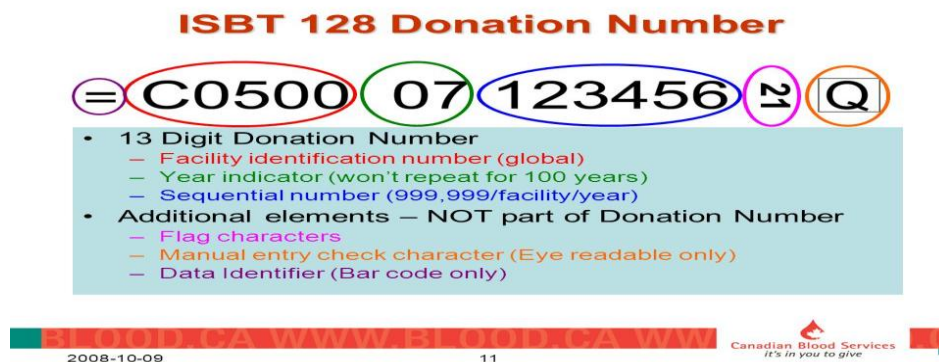 ISBT 128 Donation Number
= C0500 07 123456 21 Q
• 13 Digit Donation Number
– Facility identification number (global)
– Year indicator (won't repeat for 100 years)
– Sequential number (999,999/facility/year)
• Additional elements – NOT part of Donation Number
– Flag characters
– Manual entry check character (Eye readable only)
– Data Identifier (Bar code only)
BLOOD.CA WWW.BLOOD.CA WW
Canadian Blood Services
it's in you to give
2008-10-09 11